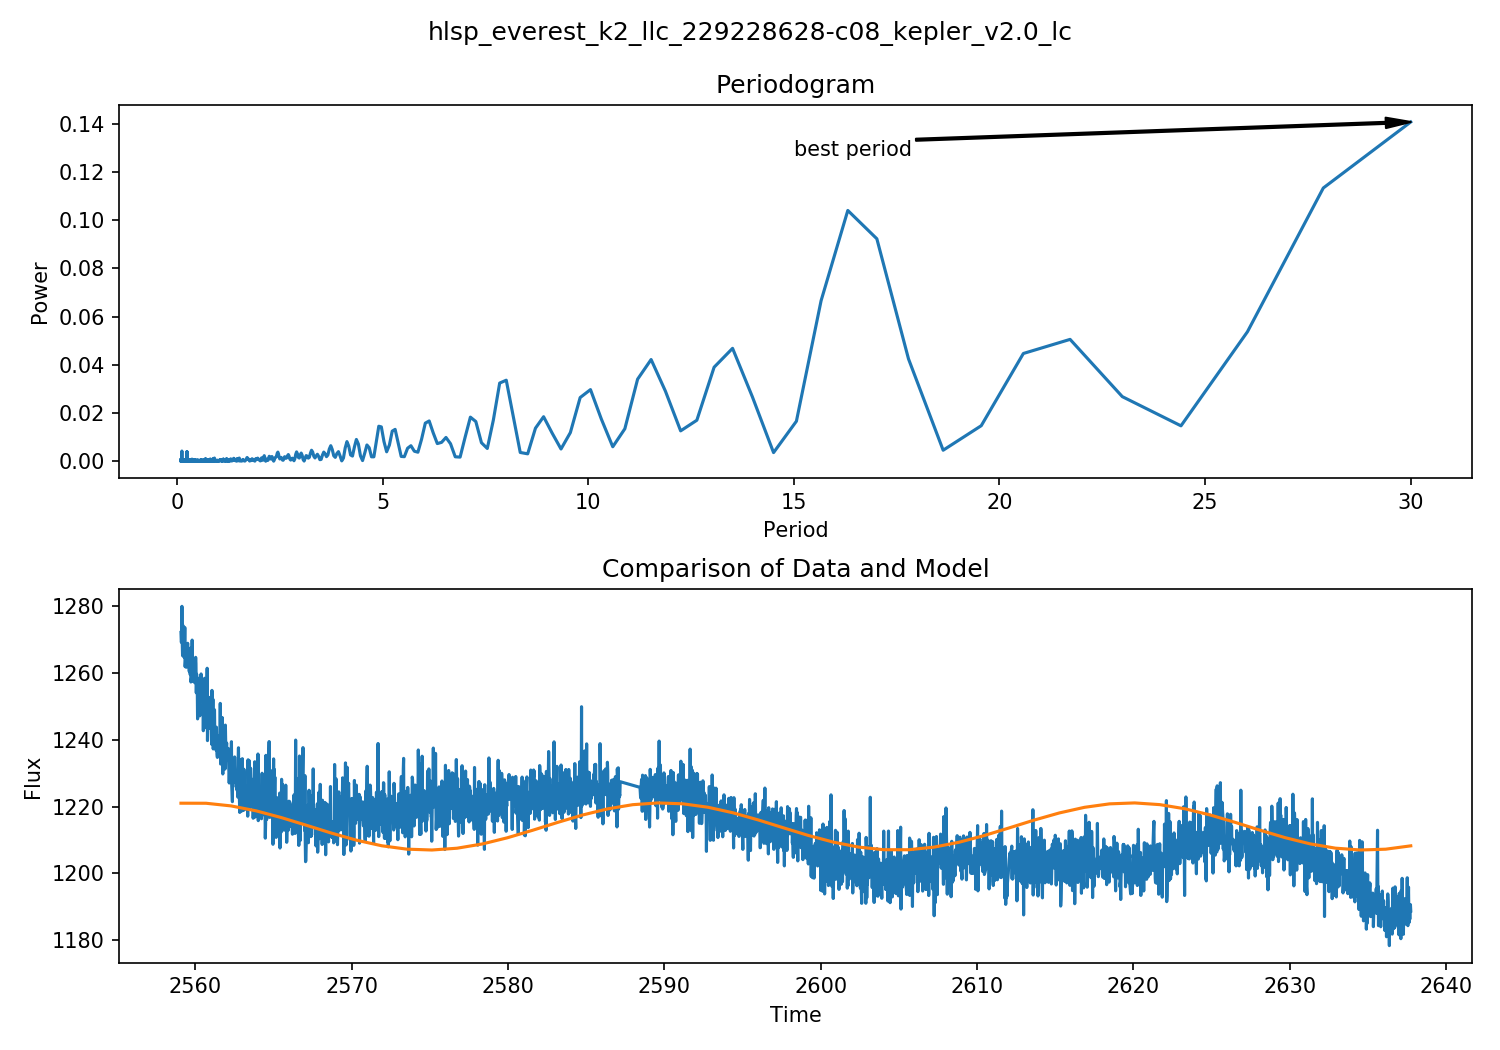 hlsp_everest_k2_llc_229228628-c08_kepler_v2.0_lc
Periodogram
0.14
0.12
0.10
0.08
0.06
0.04
0.02
0.00
Power
best period
0 5 10 15 20 25 30
Period
Comparison of Data and Model
1280
1260
1240
1220
1200
1180
Flux
2560 2570 2580 2590 2600 2610 2620 2630 2640
Time